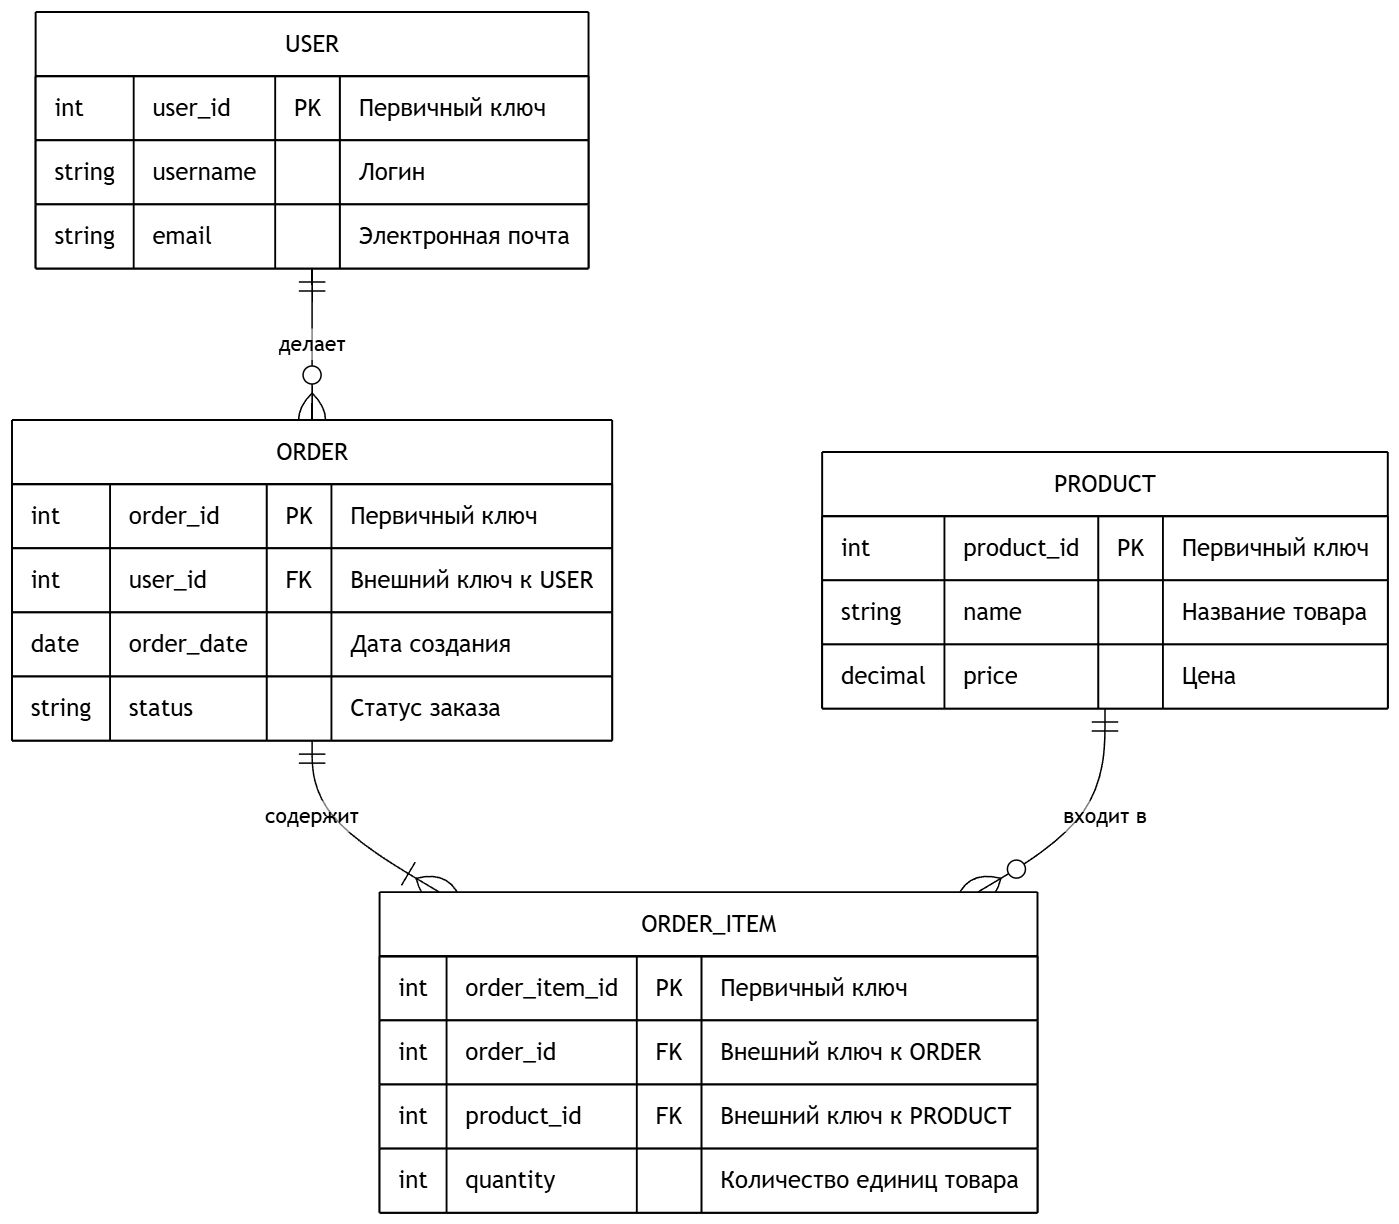 USER
int user_id PK Первичный ключ
string username Логин
string email Электронная почта
делает
ORDER
int order_id PK Первичный ключ
int user_id FK Внешний ключ к USER
date order_date Дата создания
string status Статус заказа
PRODUCT
int product_id PK Первичный ключ
string name Название товара
decimal price Цена
содержит
входит в
ORDER_ITEM
int order_item_id PK Первичный ключ
int order_id FK Внешний ключ к ORDER
int product_id FK Внешний ключ к PRODUCT
int quantity Количество единиц товара